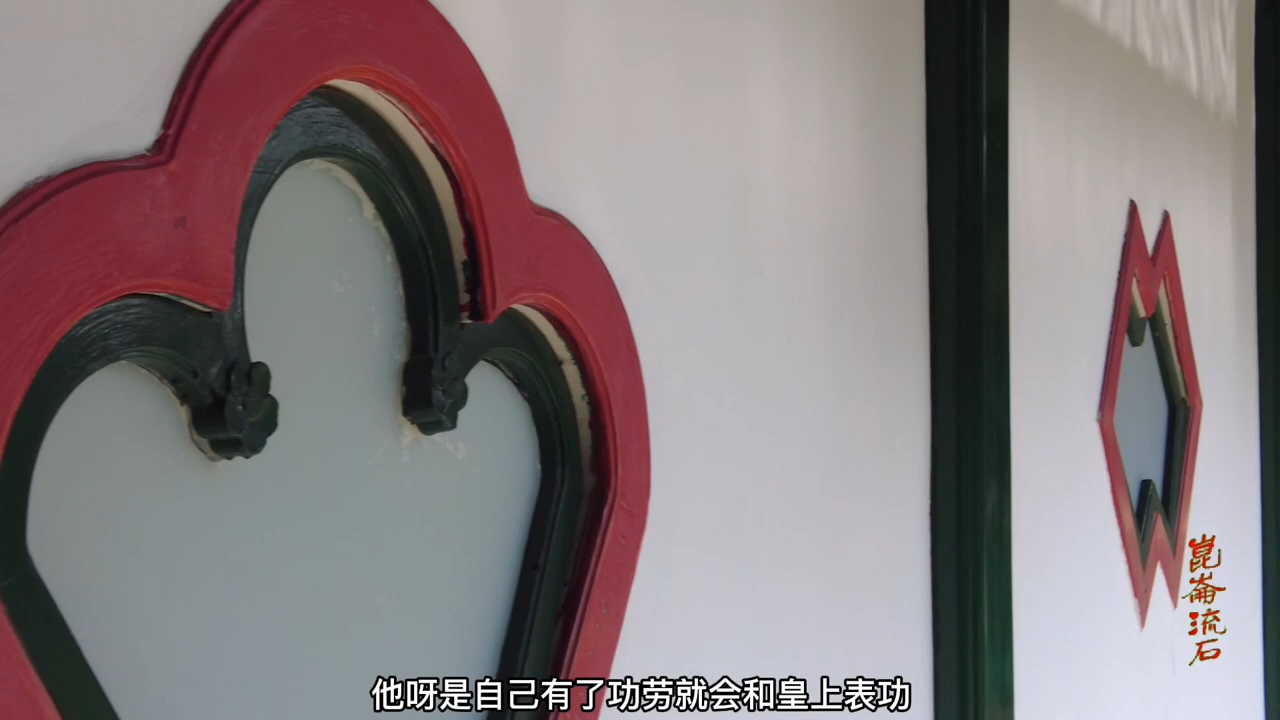 崑
崙
流
石
他呀是自己有了功劳就会和皇上表功